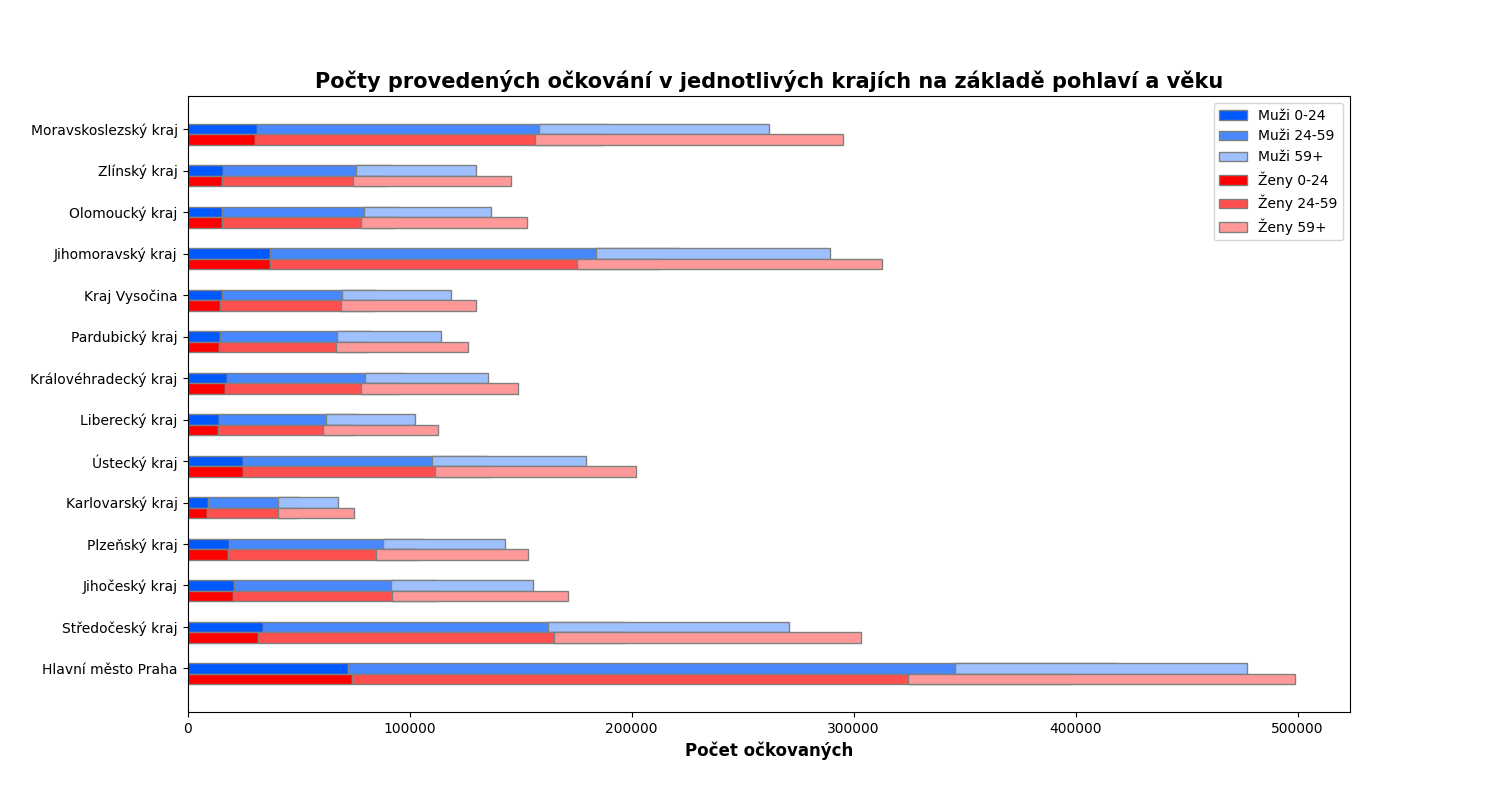 Počty provedených očkování v jednotlivých krajích na základě pohlaví a věku
Moravskoslezský kraj
Zlínský kraj
Olomoucký kraj
Jihomoravský kraj
Kraj Vysočina
Pardubický kraj
Královéhradecký kraj
Liberecký kraj
Ústecký kraj
Karlovarský kraj
Plzeňský kraj
Jihočeský kraj
Středočeský kraj
Hlavní město Praha
Muži 0-24
Muži 24-59
Muži 59+
Ženy 0-24
Ženy 24-59
Ženy 59+
0 100000 200000 300000 400000 500000
Počet očkovaných